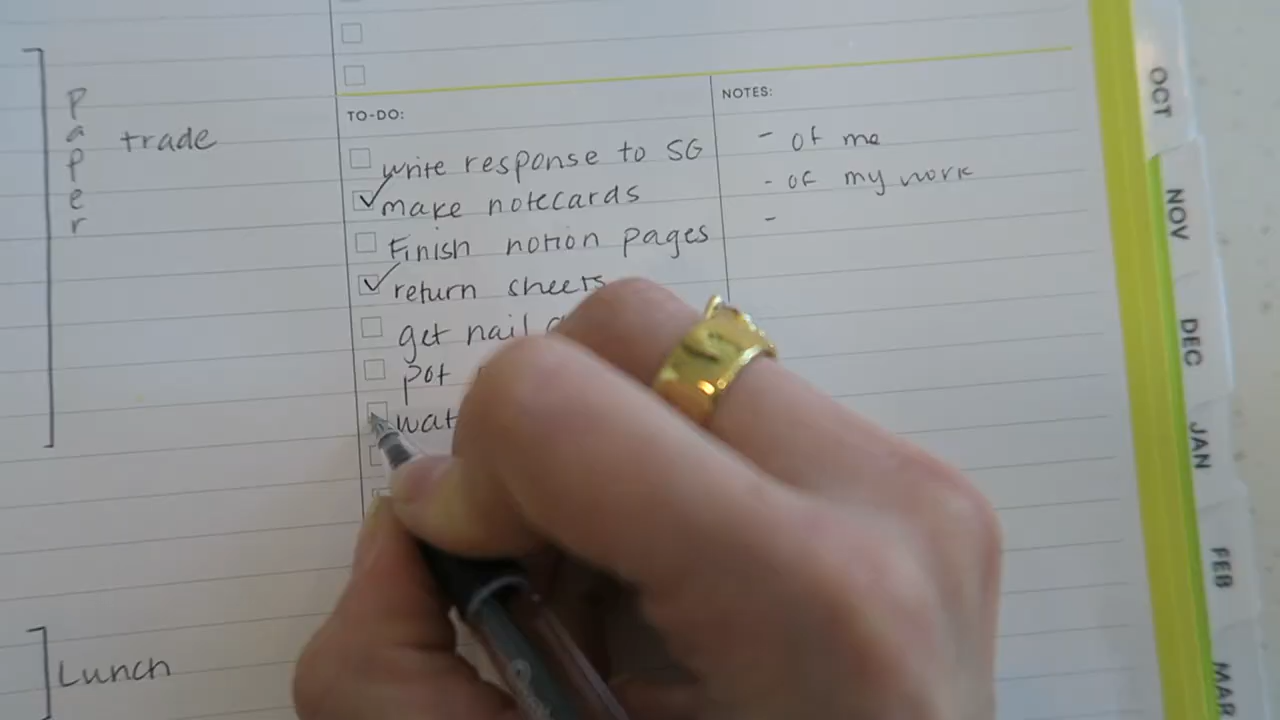 Paper
trade
Lunch
TO-DO:
write response to SG
make notecards
Finish notion pages
return sheets
get nail
pot
NOTES:
- of me
- of my work
-
OCT
NOV
DEC
JAN
FEB
MAR